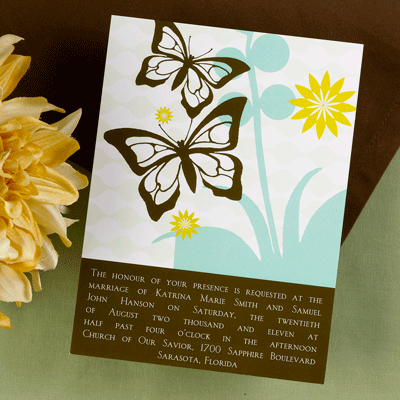 The honour of your presence is requested at the
marriage of Katrina Marie Smith and Samuel
John Hanson on Saturday, the twentieth
of August two thousand and eleven at
half past four o'clock in the afternoon
Church of Our Savior, 1700 Sapphire Boulevard
Sarasota, Florida